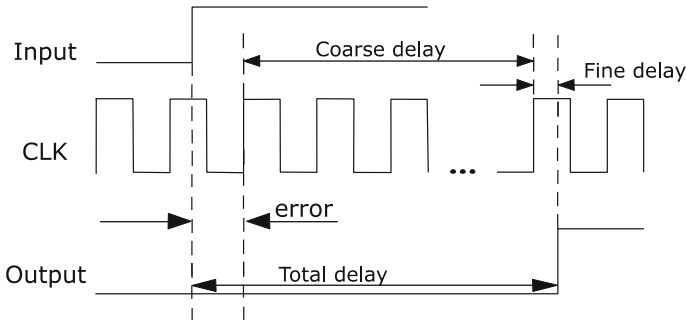 Input
Coarse delay
Fine delay
CLK
...
error
Output
Total delay